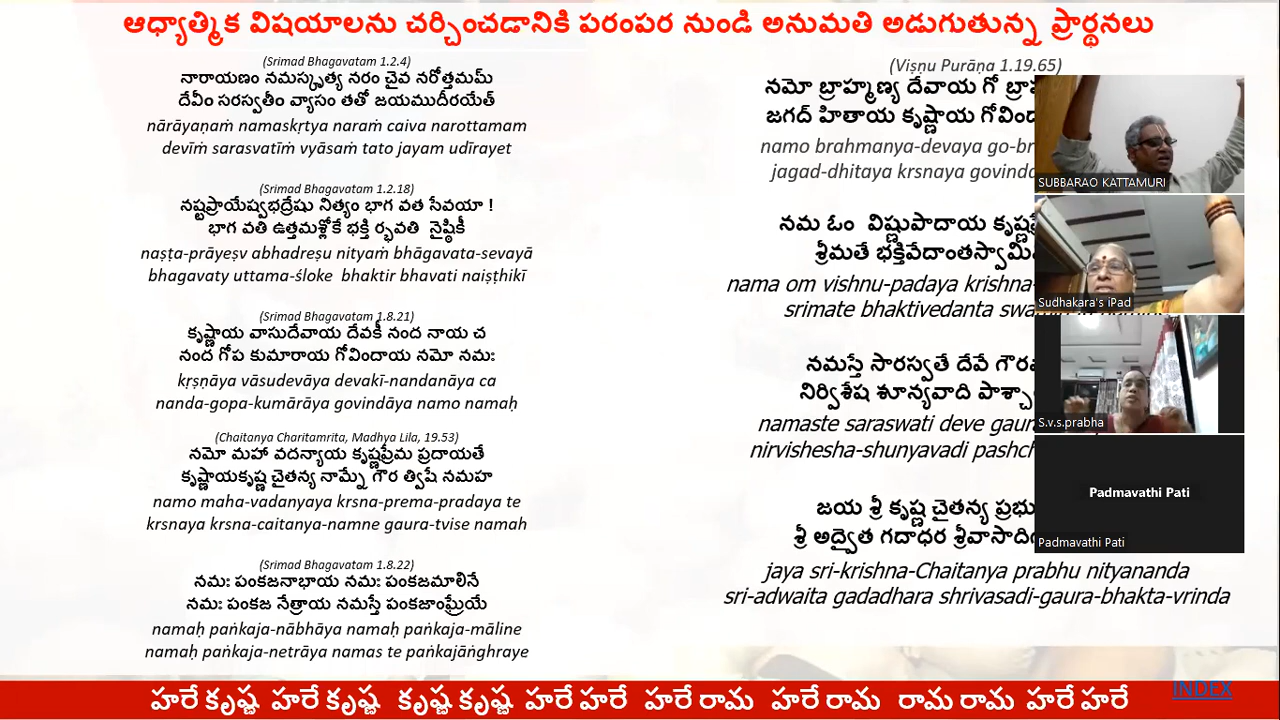 ఆధ్యాత్మిక విషయాలను చర్చించడానికి పరంపర నుండి అనుమతి అడుగుతున్న ప్రార్థనలు
(Srimad Bhagavatam 1.2.4)
నారాయణం నమస్కృత్య నరం చైవ నరోత్తమమ్
దేవీం సరస్వతీం వ్యాసం తతో జయముదీరయేత్
nārāyaṇaṁ namaskṛtya naraṁ caiva narottamam
devīṁ sarasvatīṁ vyāsaṁ tato jayam udīrayet
(Srimad Bhagavatam 1.2.18)
నష్టప్రాయేష్వభద్రేషు నిత్యం భాగ వత సేవయా !
భాగ వతి ఉత్తమశ్లోకే భక్తి ర్భవతి నైష్ఠికీ
naṣṭa-prāyeṣv abhadreṣu nityaṁ bhāgavata-sevayā
bhagavaty uttama-śloke bhaktir bhavati naiṣṭhikī
(Srimad Bhagavatam 1.8.21)
కృష్ణాయ వాసుదేవాయ దేవకీ నంద నాయ చ
నంద గోప కుమారాయ గోవిందాయ నమో నమః
kṛṣṇāya vāsudevāya devakī-nandanāya ca
nanda-gopa-kumārāya govindāya namo namaḥ
(Chaitanya Charitamrita, Madhya Lila, 19.53)
నమో మహా వదన్యాయ కృష్ణప్రేమ ప్రదాయతే
కృష్ణాయకృష్ణ చైతన్య నామ్నే గౌర త్విషే నమహ
namo maha-vadanyaya krsna-prema-pradaya te
krsnaya krsna-caitanya-namne gaura-tvise namah
(Srimad Bhagavatam 1.8.22)
నమః పంకజనాభాయ నమః పంకజమాలినే
నమః పంకజ నేత్రాయ నమస్తే పంకజాంఘ్రియే
namaḥ paṅkaja-nābhāya namaḥ paṅkaja-māline
namaḥ paṅkaja-netrāya namas te paṅkajāṅghraye
(Viṣṇu Purāṇa 1.19.65)
నమో బ్రాహ్మణ్య దేవాయ గో
జగద్ హితాయ కృష్ణాయ
namo brahmanya-devaya
jagad-dhitaya krsnaya
నమ ఓం విష్ణుపాదాయ
శ్రీమతే
nama om vishnu-padaya krishna-
srimate bhaktivedanta
నమస్తే సారస్వతే దేవే
నిర్విశేష శూన్యవాది
namaste saraswati deve
nirvishesha-shunyavadi
జయ శ్రీ కృష్ణ చైతన్య
శ్రీ అద్వైత గదాధర
jaya sri-krishna-Chaitanya prabhu nityananda
sri-adwaita gadadhara shrivasadi-gaura-bhakta-vrinda
SUBBARAO KATTAMURI
Sudhakara's iPad
S.v.s.prabha
Padmavathi Pati
Padmavathi Pati
హరే కృష్ణ హరే కృష్ణ కృష్ణ కృష్ణ హరే హరే హరే రామ హరే రామ రామ రామ హరే హరే
INDEX